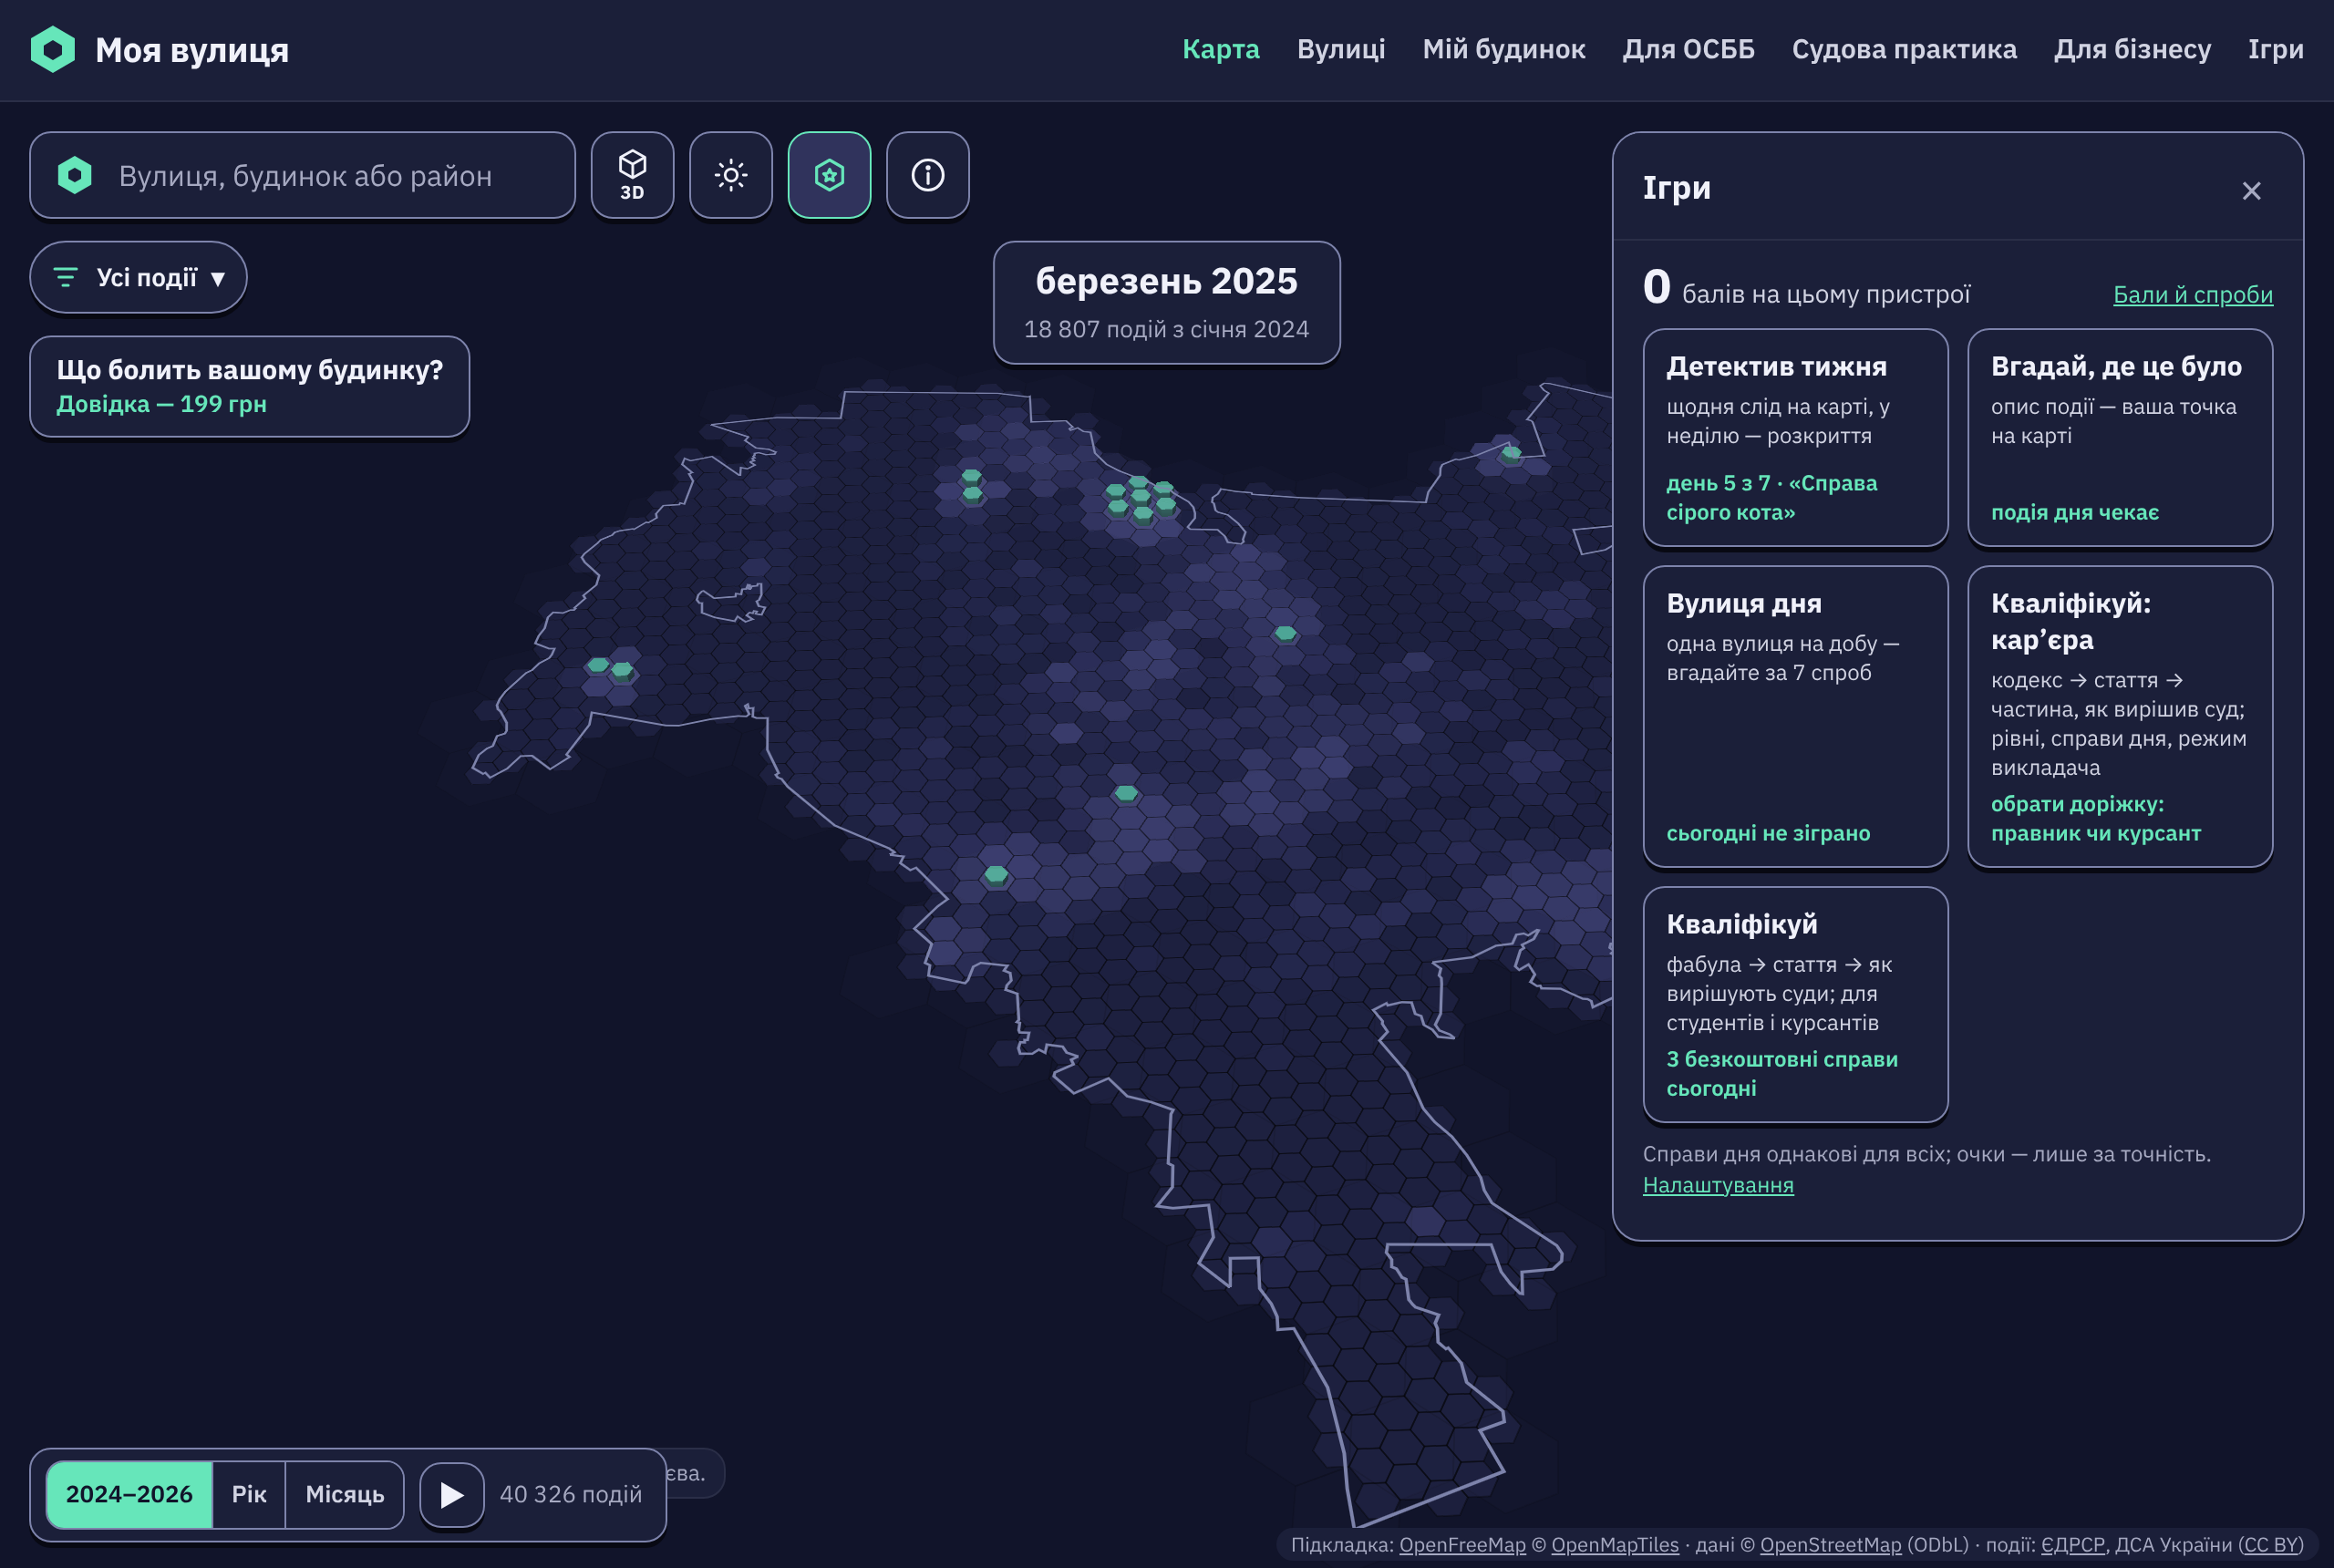 Моя вулиця
Карта Вулиці Мій будинок Для ОСББ Судова практика Для бізнесу Ігри
Вулиця, будинок або район
3D
Усі події ▼
Що болить вашому будинку?
Довідка — 199 грн
березень 2025
18 807 подій з січня 2024
Ігри
0 балів на цьому пристрої
Бали й спроби
Детектив тижня
щодня слід на карті, у
неділю — розкриття
день 5 з 7 · «Справа
сірого кота»
Вгадай, де це було
опис події — ваша точка
на карті
подія дня чекає
Вулиця дня
одна вулиця на добу —
вгадайте за 7 спроб
сьогодні не зіграно
Кваліфікуй:
кар’єра
кодекс → стаття →
частина, як вирішив суд;
рівні, справи дня, режим
викладача
обрати доріжку:
правник чи курсант
Кваліфікуй
фабула → стаття → як
вирішують суди; для
студентів і курсантів
3 безкоштовні справи
сьогодні
Справи дня однакові для всіх; очки — лише за точність.
Налаштування
2024–2026 Рік Місяць 40 326 подій
єва.
Підкладка: OpenFreeMap © OpenMapTiles · дані © OpenStreetMap (ODbL) · події: ЄДРСР, ДСА України (CC BY)